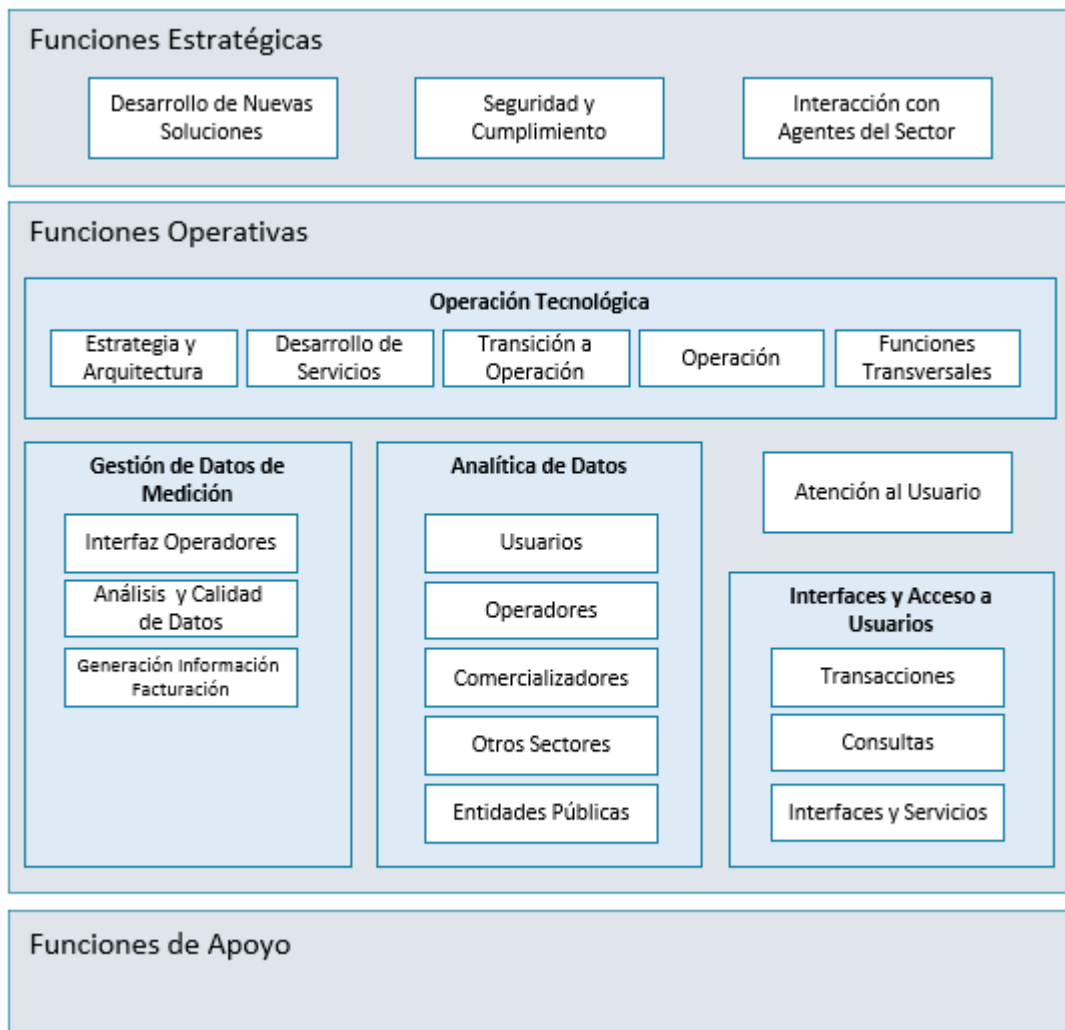 Funciones Estratégicas
Desarrollo de Nuevas
Soluciones
Seguridad y
Cumplimiento
Interacción con
Agentes del Sector
Funciones Operativas
Operación Tecnológica
Estrategia y
Arquitectura
Desarrollo de
Servicios
Transición a
Operación
Operación
Funciones
Transversales
Gestión de Datos de
Medición
Interfaz Operadores
Análisis y Calidad
de Datos
Generación Información
Facturación
Analítica de Datos
Usuarios
Operadores
Comercializadores
Otros Sectores
Entidades Públicas
Atención al Usuario
Interfaces y Acceso a
Usuarios
Transacciones
Consultas
Interfaces y Servicios
Funciones de Apoyo